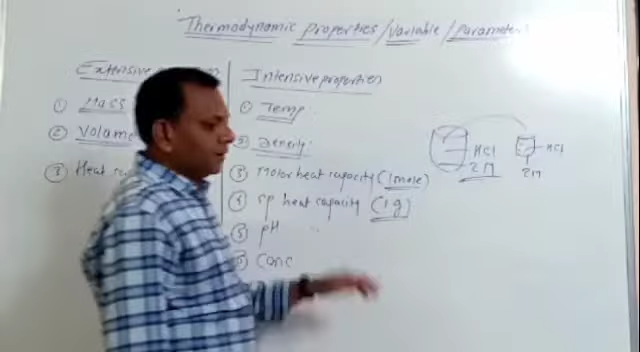 Thermodynamic properties / variable / parameter
Extensive
① Mass
② Volume
③ Heat
Intensive properties
① Temp.
② Density.
③ Molar heat capacity (1 mole)
④ sp heat capacity (1 g)
⑤ pH
⑥ Conc
HCl
2M
HCl
2M